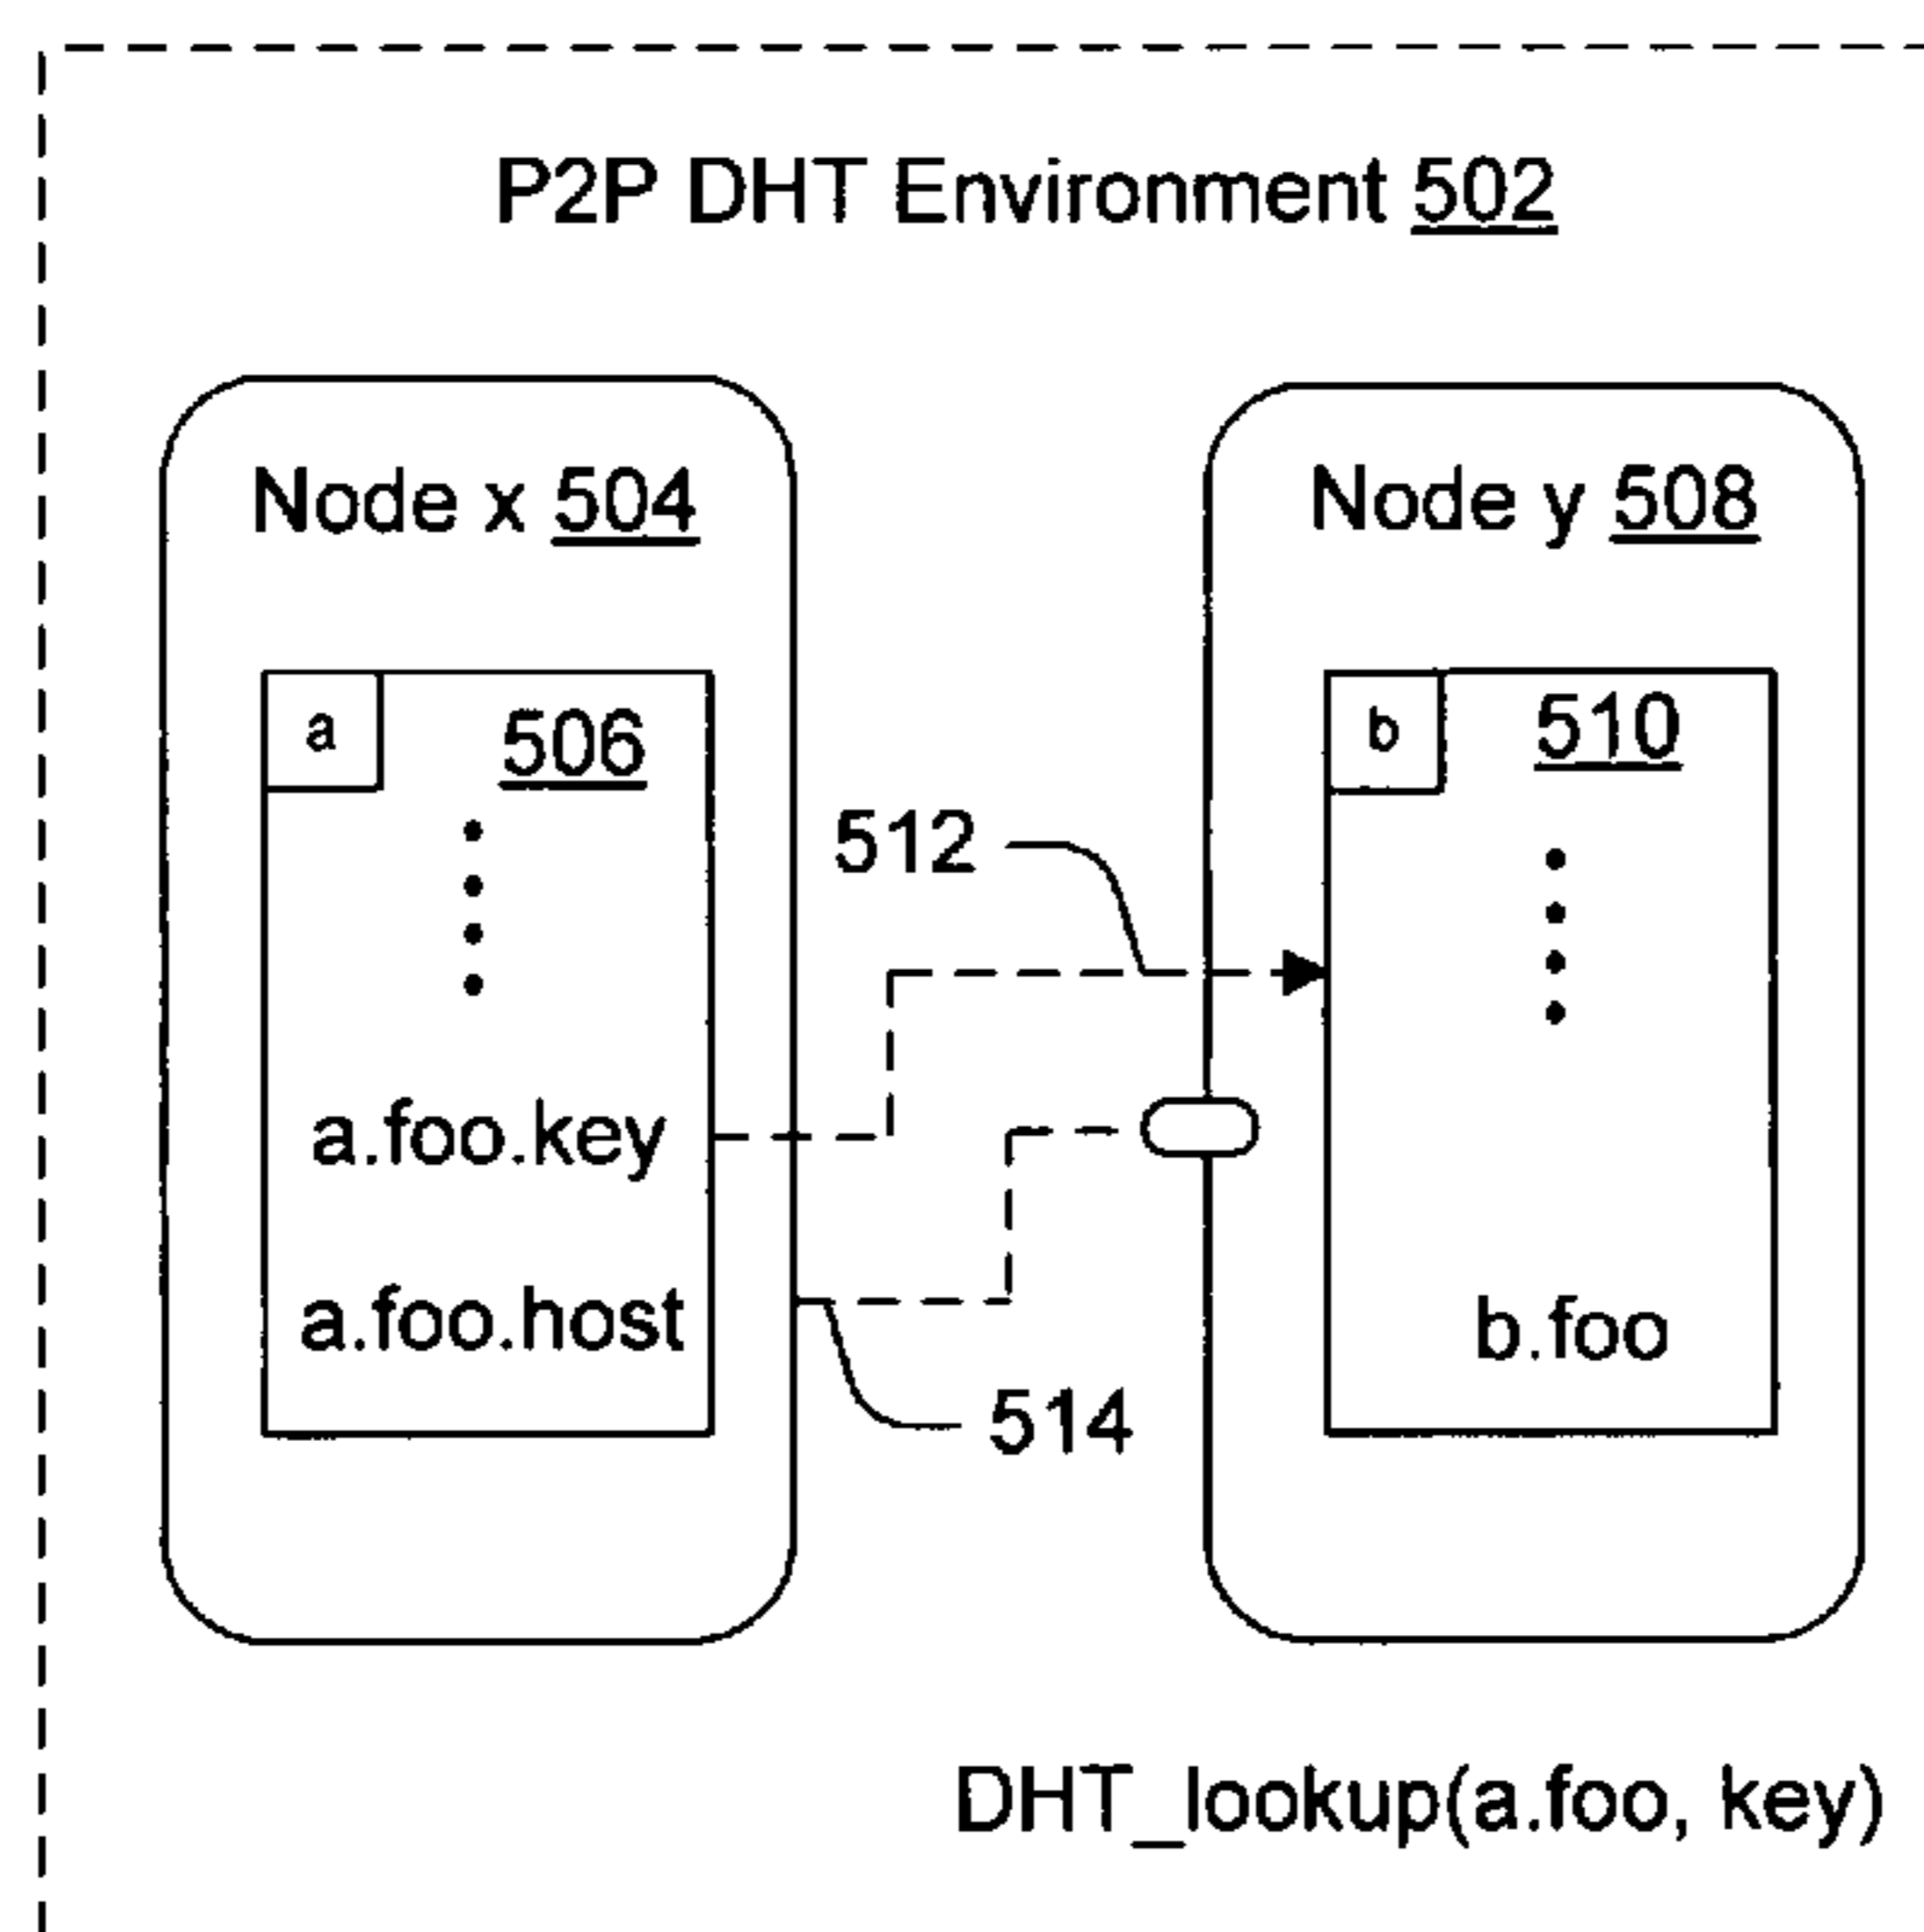 P2P DHT Environment 502
Node x 504
Node y 508
a
506
b
510
512
a.foo.key
a.foo.host
b.foo
514
DHT_lookup(a.foo, key)